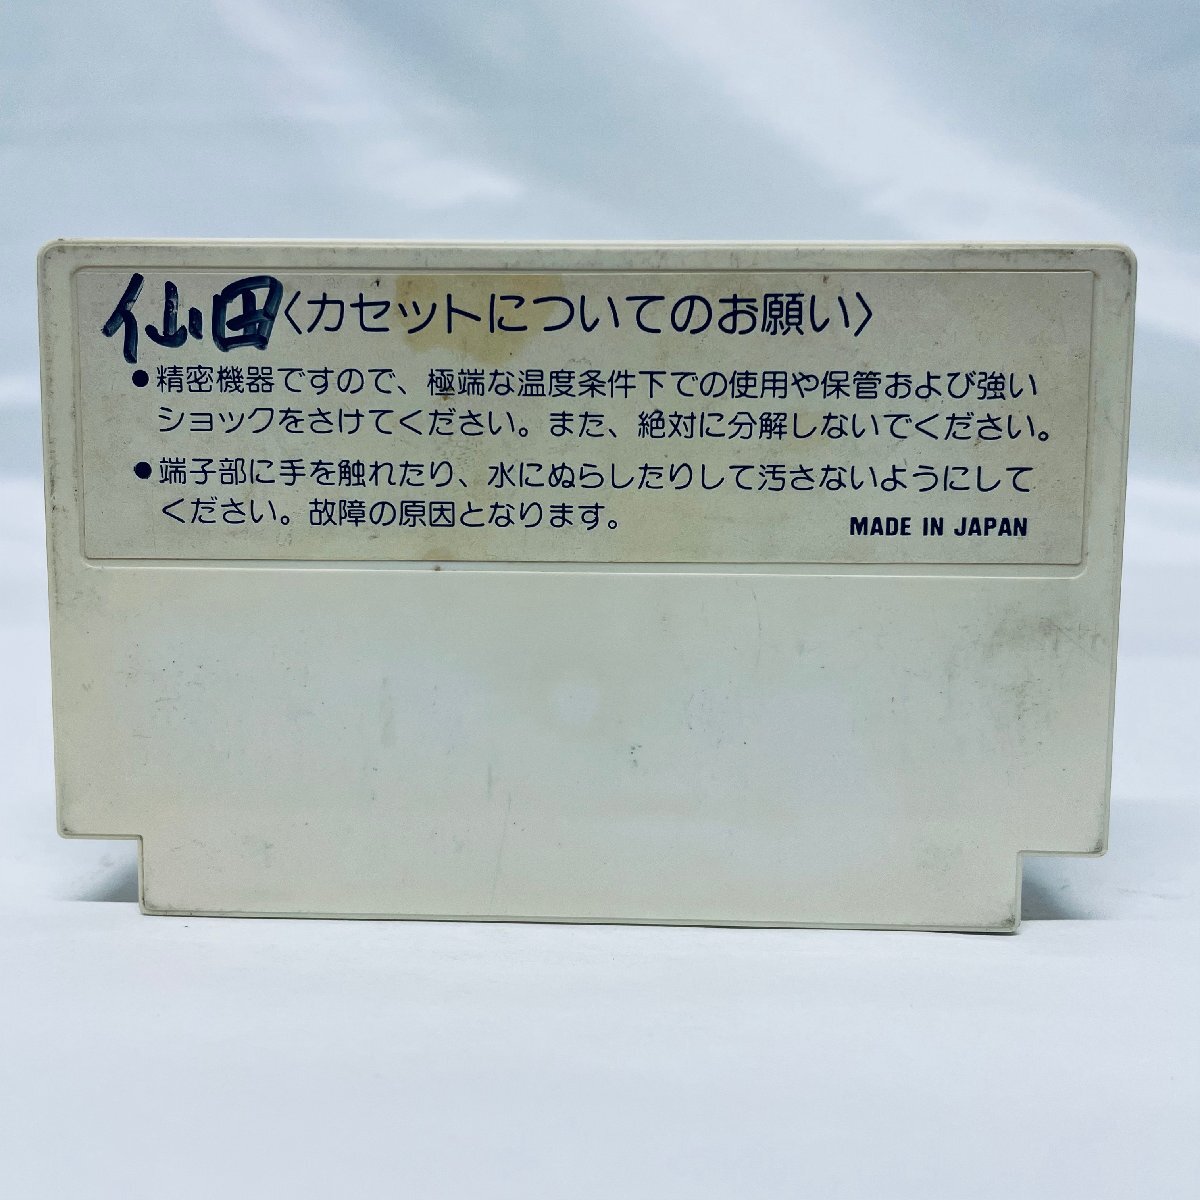 仙田〈カセットについてのお願い〉
●精密機器ですので、極端な温度条件下での使用や保管および強い
ショックをさけてください。また、絶対に分解しないでください。
●端子部に手を触れたり、水にぬらしたりして汚さないようにして
ください。故障の原因となります。
MADE IN JAPAN